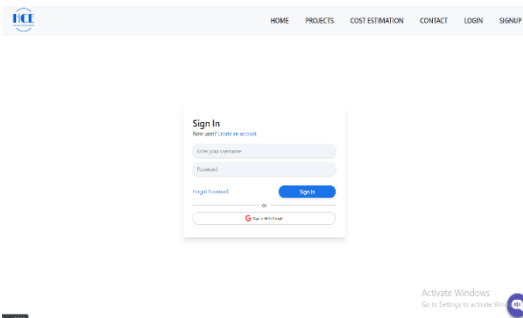 HCE
HOME PROJECTS COST ESTIMATION CONTACT LOGIN SIGNUP
Sign In
New user? Create an account
Enter your username
Password
Forgot Password
Sign In
Or
Sign in With Google
Activate Windows
Go to Settings to activate Win